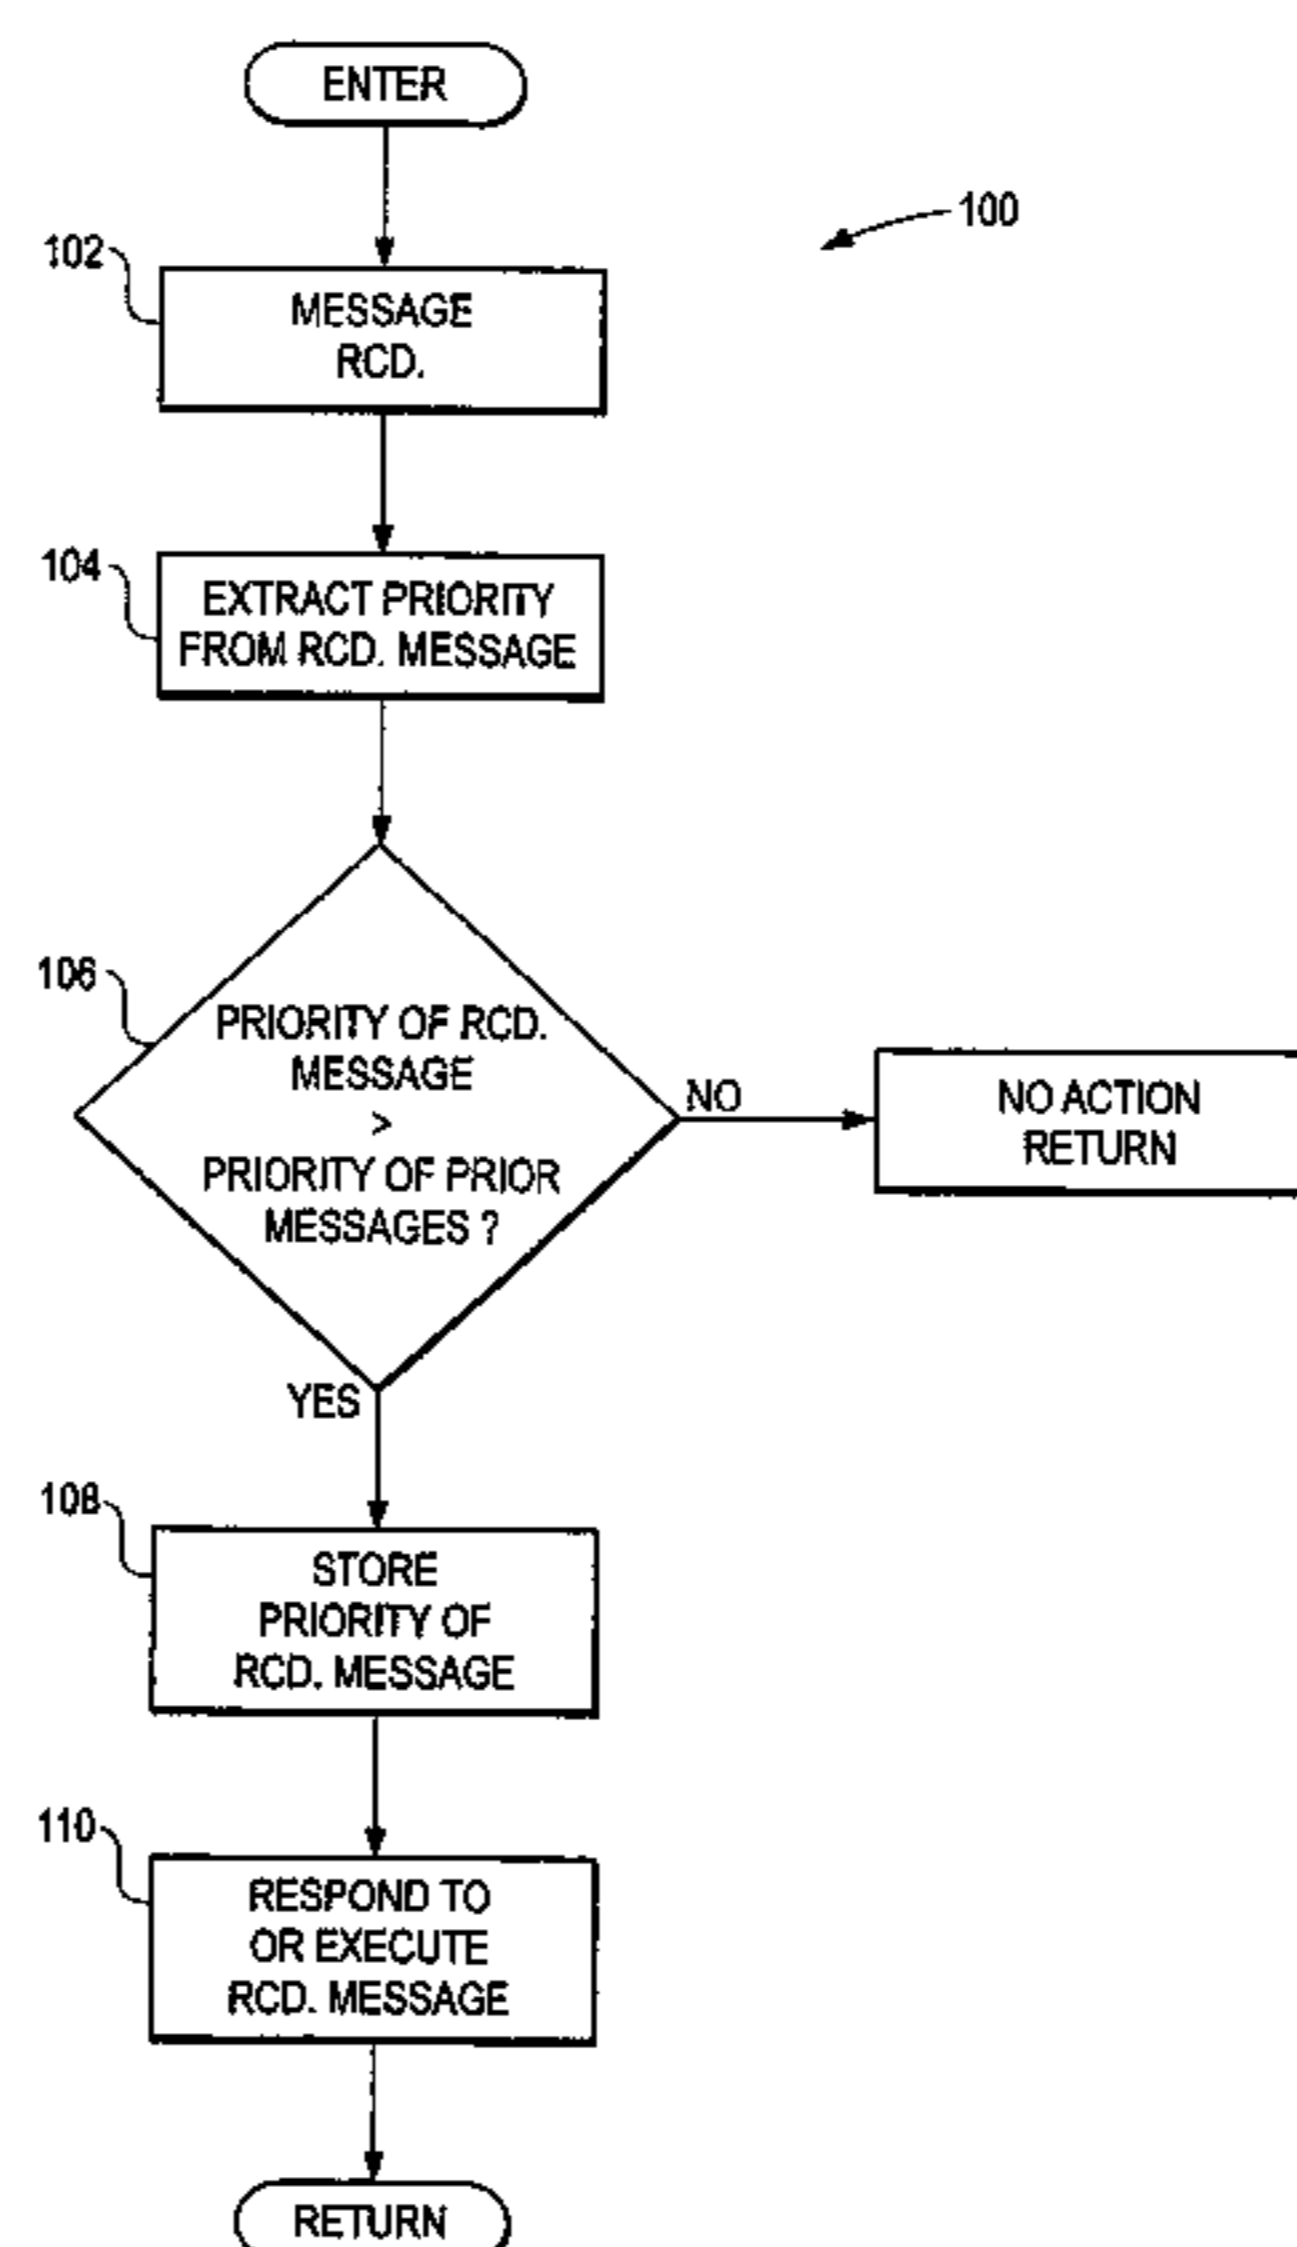 ENTER
100
102
MESSAGE
RCD.
104
EXTRACT PRIORITY
FROM RCD. MESSAGE
106
PRIORITY OF RCD.
MESSAGE
>
PRIORITY OF PRIOR
MESSAGES ?
NO
NO ACTION
RETURN
YES
108
STORE
PRIORITY OF
RCD. MESSAGE
110
RESPOND TO
OR EXECUTE
RCD. MESSAGE
RETURN